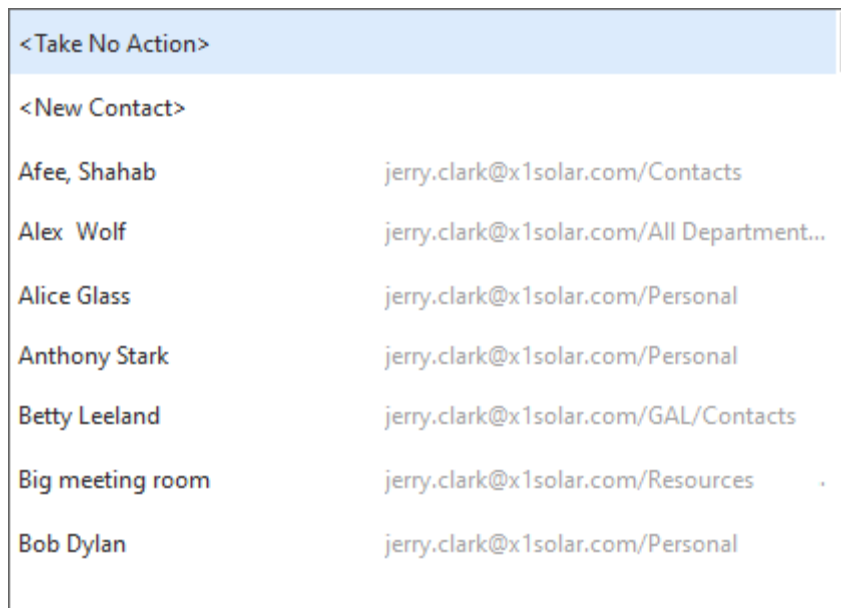 <Take No Action>
<New Contact>
Afee, Shahab jerry.clark@x1solar.com/Contacts
Alex  Wolf jerry.clark@x1solar.com/All Department...
Alice Glass jerry.clark@x1solar.com/Personal
Anthony Stark jerry.clark@x1solar.com/Personal
Betty Leeland jerry.clark@x1solar.com/GAL/Contacts
Big meeting room jerry.clark@x1solar.com/Resources
Bob Dylan jerry.clark@x1solar.com/Personal